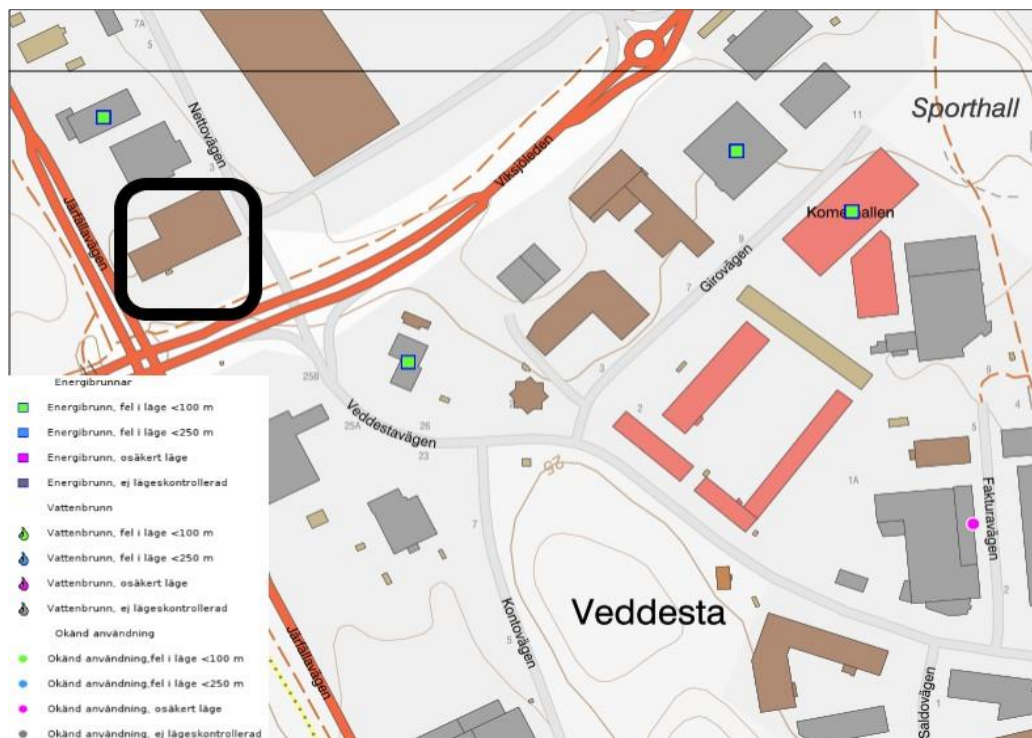 7A
5
Nettovägen
Viksjöleden
Järfällavägen
11
Sporthall
Komethallen
9
Girovägen
7
3
2
25B
Veddestavägen
25A
26
23
25
1A
5
8
4
Fakturavägen
2
7
Kontovägen
5
Veddesta
Järfällavägen
Saldovägen
1
Energibrunnar
Energibrunn, fel i läge <100 m
Energibrunn, fel i läge <250 m
Energibrunn, osäkert läge
Energibrunn, ej lägeskontrollerad
Vattenbrunn
Vattenbrunn, fel i läge <100 m
Vattenbrunn, fel i läge <250 m
Vattenbrunn, osäkert läge
Vattenbrunn, ej lägeskontrollerad
Okänd användning
Okänd användning,fel i läge <100 m
Okänd användning,fel i läge <250 m
Okänd användning, osäkert läge
Okänd användning, ej lägeskontrollerad